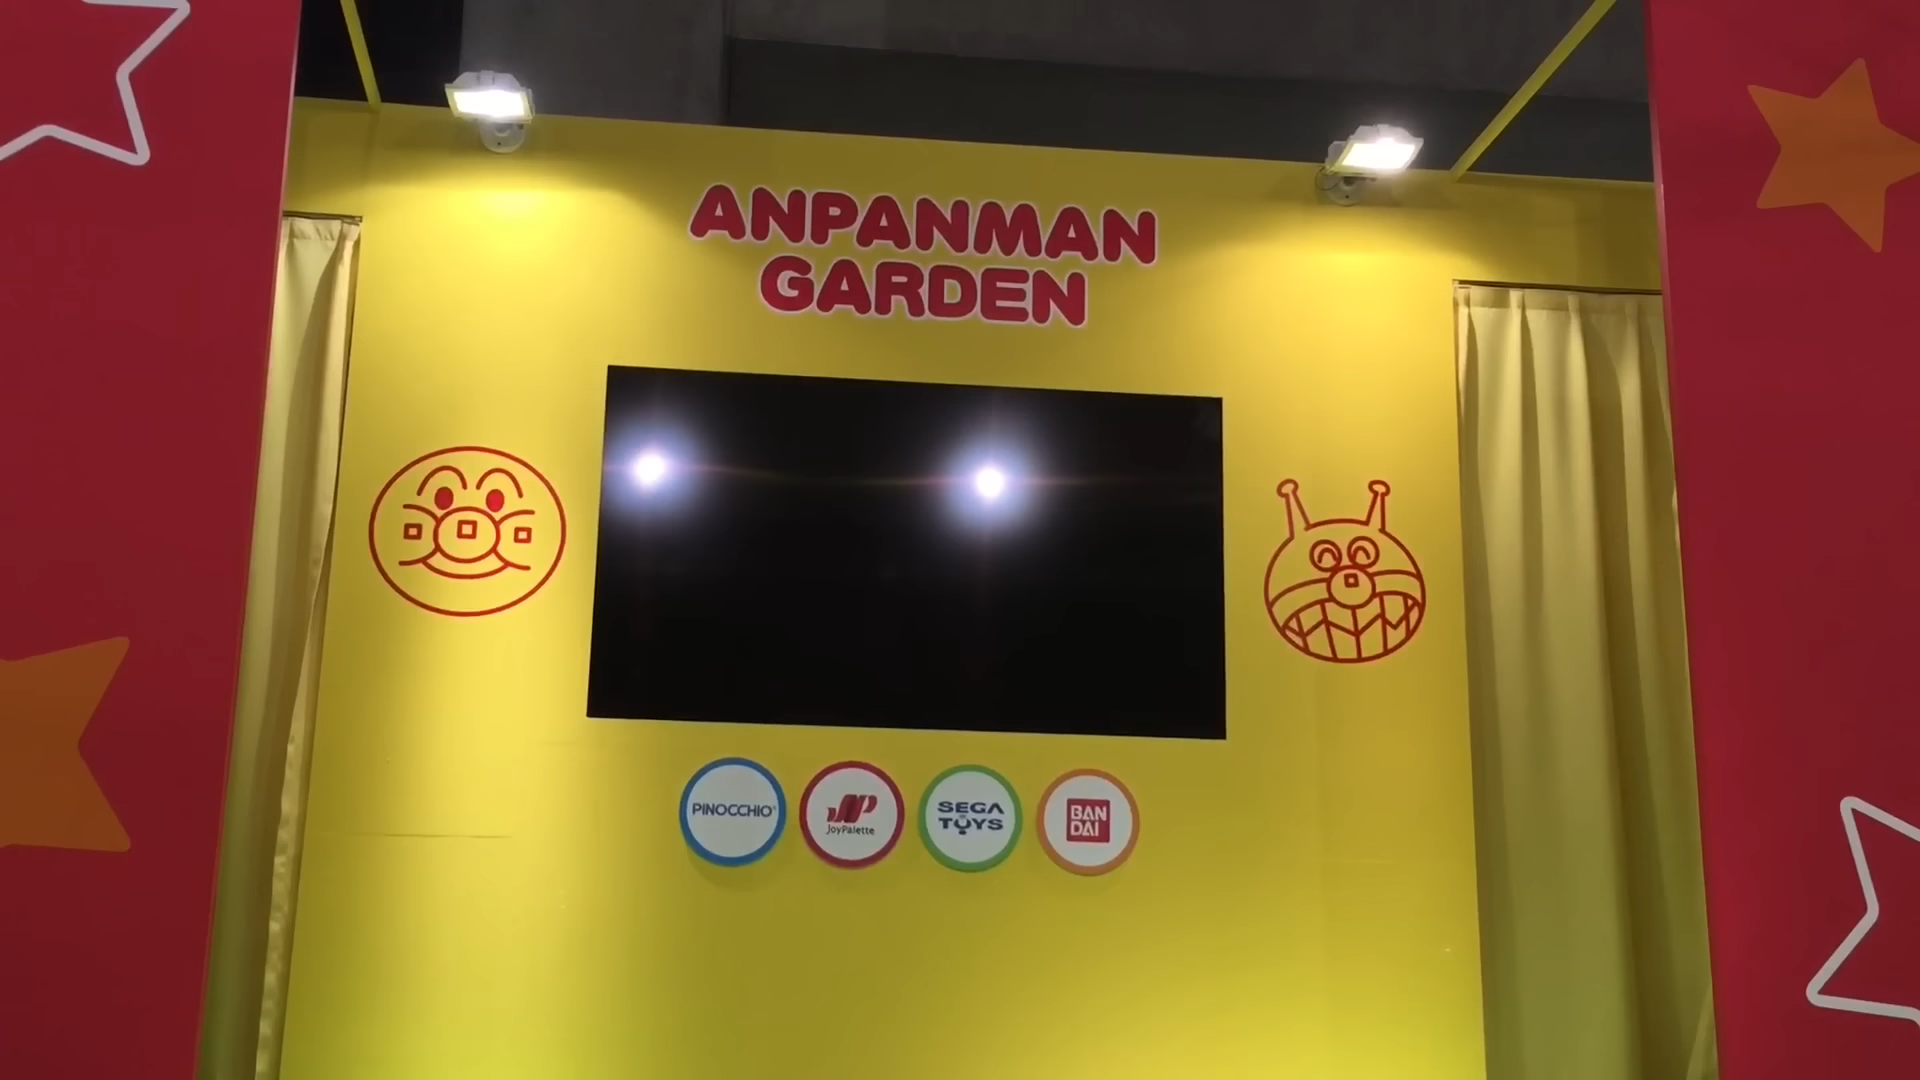 ANPANMAN
GARDEN
PINOCCHIO
JoyPalette
SEGA
TOYS
BAN
DAI